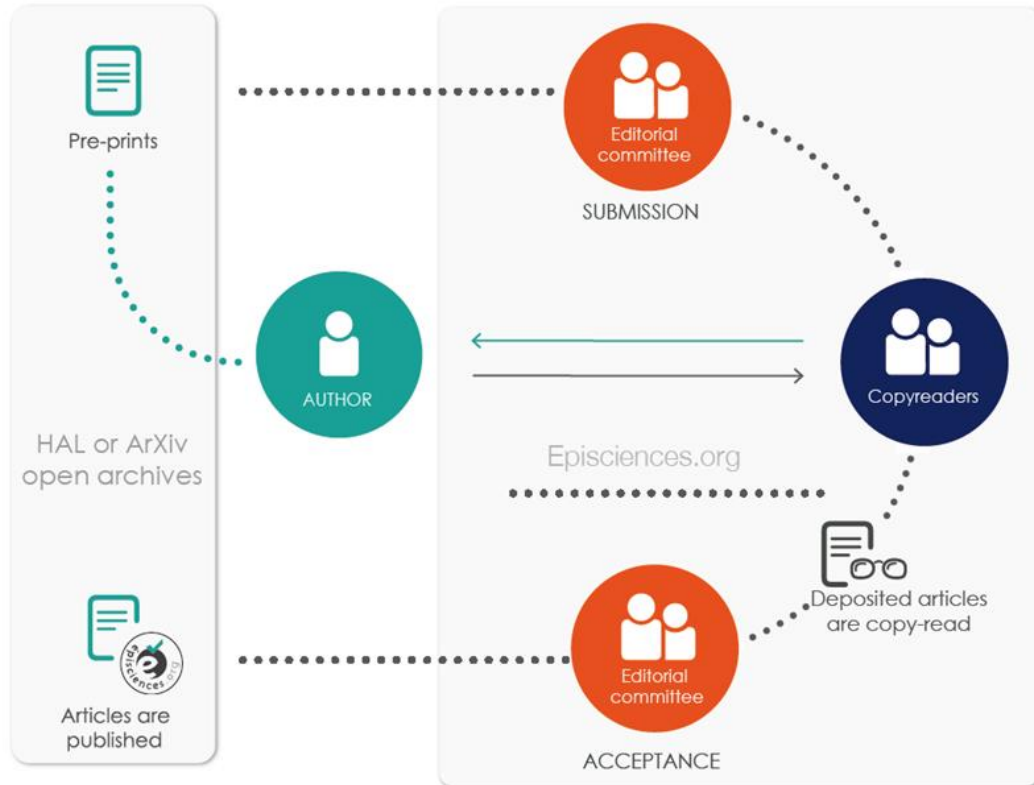 Pre-prints
Editorial
committee
SUBMISSION
AUTHOR
Copyreaders
HAL or ArXiv
open archives
Episciences.org
Deposited articles
are copy-read
episciences.org
Articles are
published
Editorial
committee
ACCEPTANCE